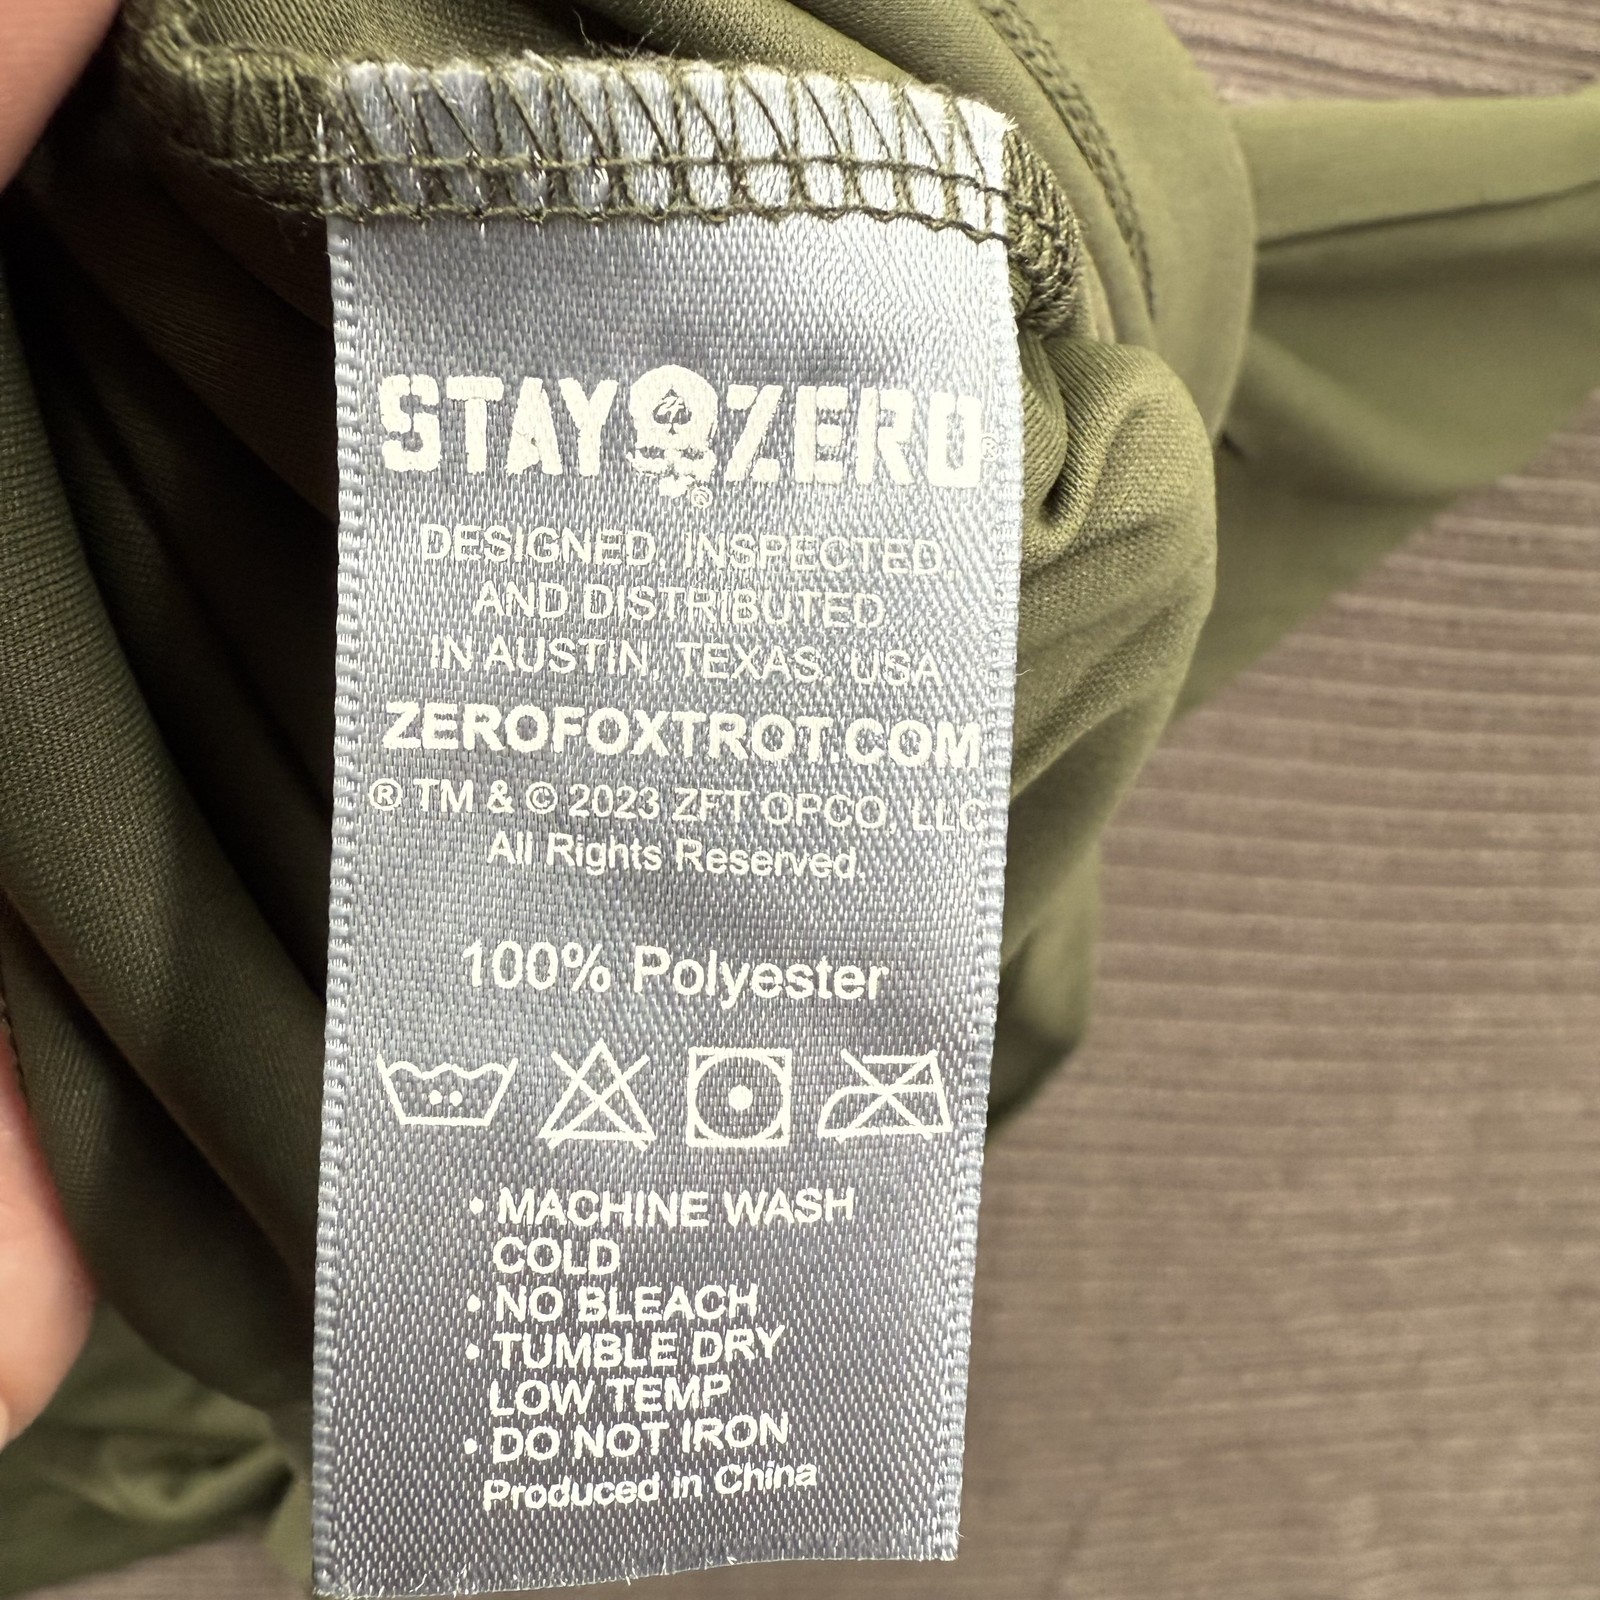 STAY ZERO®
®
DESIGNED, INSPECTED,
AND DISTRIBUTED
IN AUSTIN, TEXAS. USA
ZEROFOXTROT.COM
® TM & © 2023 ZFT OPCO, LLC
All Rights Reserved.
100% Polyester
• MACHINE WASH
COLD
• NO BLEACH
• TUMBLE DRY
LOW TEMP
• DO NOT IRON
Produced in China